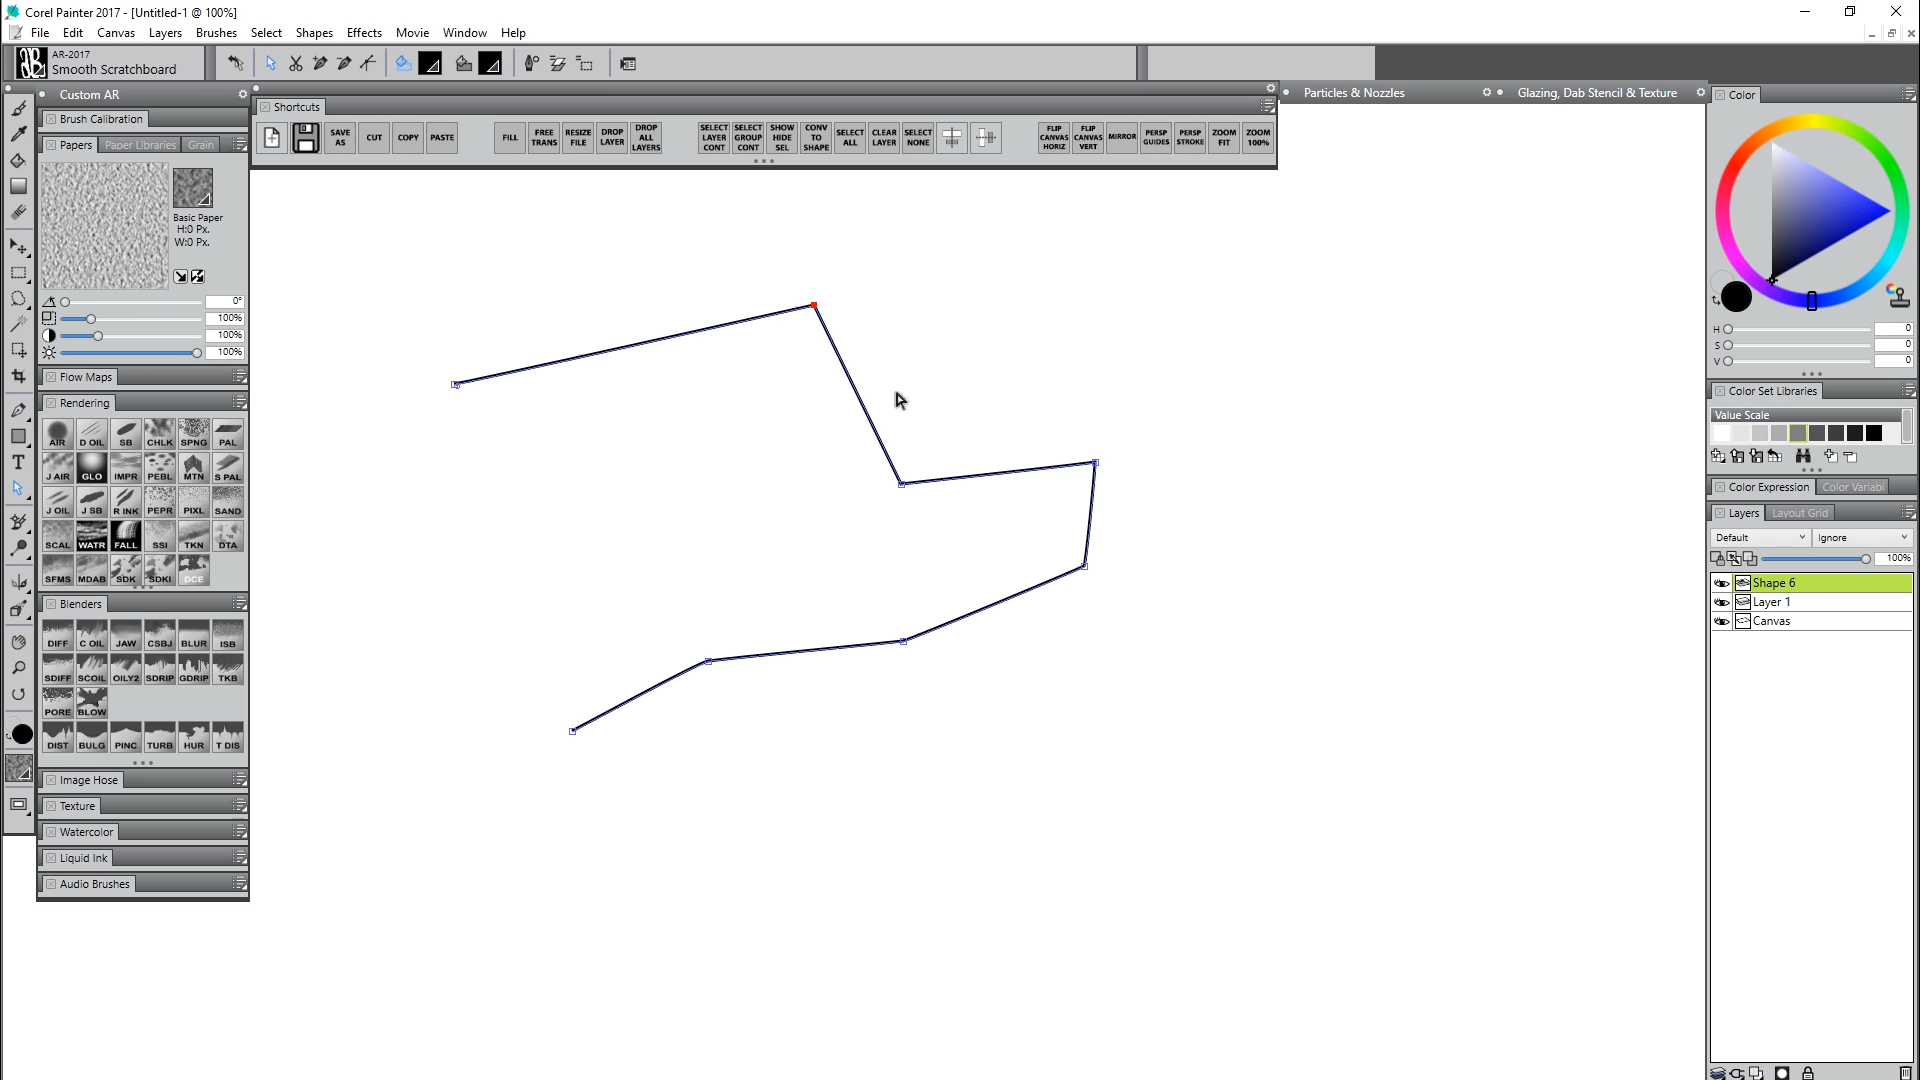 Corel Painter 2017 - [Untitled-1 @ 100%]
File Edit Canvas Layers Brushes Select Shapes Effects Movie Window Help
AR-2017
Smooth Scratchboard
Custom AR
Brush Calibration
Papers Paper Libraries Grain
Basic Paper
H:0 Px.
W:0 Px.
0°
100%
100%
100%
Flow Maps
Rendering
AIR D OIL SB CHLK SPNG PAL
J AIR GLO IMPR PEBL MTN S PAL
J OIL J SB R INK PEPR PIXL SAND
SCAL WATR FALL SSI TKN DTA
SFMS MDAB SDK SDKI DCE
Blenders
DIFF C OIL JAW CSBJ BLUR ISB
SDIFF SCOIL OILY2 SDRIP GDRIP TKB
PORE BLOW
DIST BULG PINC TURB HUR T DIS
Image Hose
Texture
Watercolor
Liquid Ink
Audio Brushes
Shortcuts
SAVE AS CUT COPY PASTE FILL FREE TRANS RESIZE FILE DROP LAYER DROP ALL LAYERS SELECT LAYER CONT SELECT GROUP CONT SHOW HIDE SEL CONV TO SHAPE SELECT ALL CLEAR LAYER SELECT NONE FLIP CANVAS HORIZ FLIP CANVAS VERT MIRROR PERSP GUIDES PERSP STROKE ZOOM FIT ZOOM 100%
Particles & Nozzles
Glazing, Dab Stencil & Texture
Color
H 0
S 0
V 0
Color Set Libraries
Value Scale
Color Expression Color Variabi
Layers Layout Grid
Default Ignore
100%
Shape 6
Layer 1
Canvas